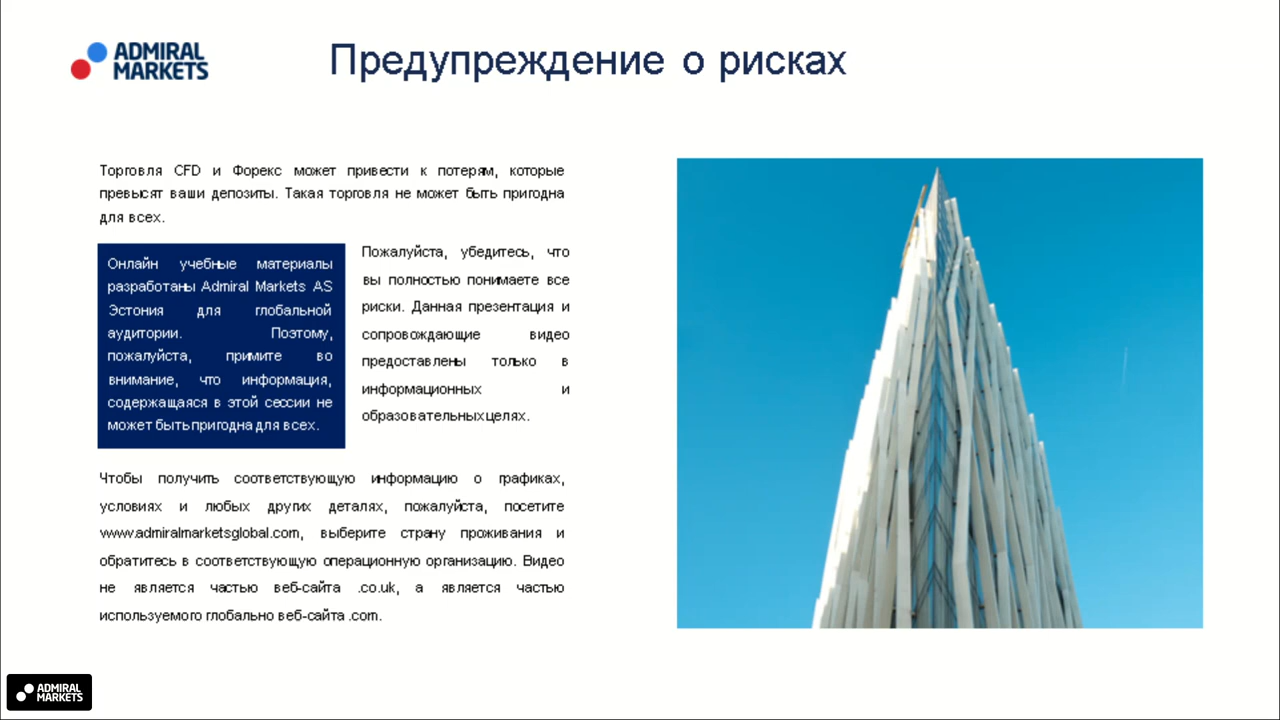 ADMIRAL
MARKETS
Предупреждение о рисках
Торговля CFD и Форекс может привести к потерям, которые
превысят ваши депозиты. Такая торговля не может быть пригодна
для всех.
Онлайн учебные материалы
разработаны Admiral Markets AS
Эстония для глобальной
аудитории. Поэтому,
пожалуйста, примите во
внимание, что информация,
содержащаяся в этой сессии не
может быть пригодна для всех.
Пожалуйста, убедитесь, что
вы полностью понимаете все
риски. Данная презентация и
сопровождающие видео
предоставлены только в
информационных и
образовательных целях.
Чтобы получить соответствующую информацию о графиках,
условиях и любых других деталях, пожалуйста, посетите
www.admiralmarketsglobal.com, выберите страну проживания и
обратитесь в соответствующую операционную организацию. Видео
не является частью веб-сайта .co.uk, а является частью
используемого глобально веб-сайта .com.
ADMIRAL
MARKETS